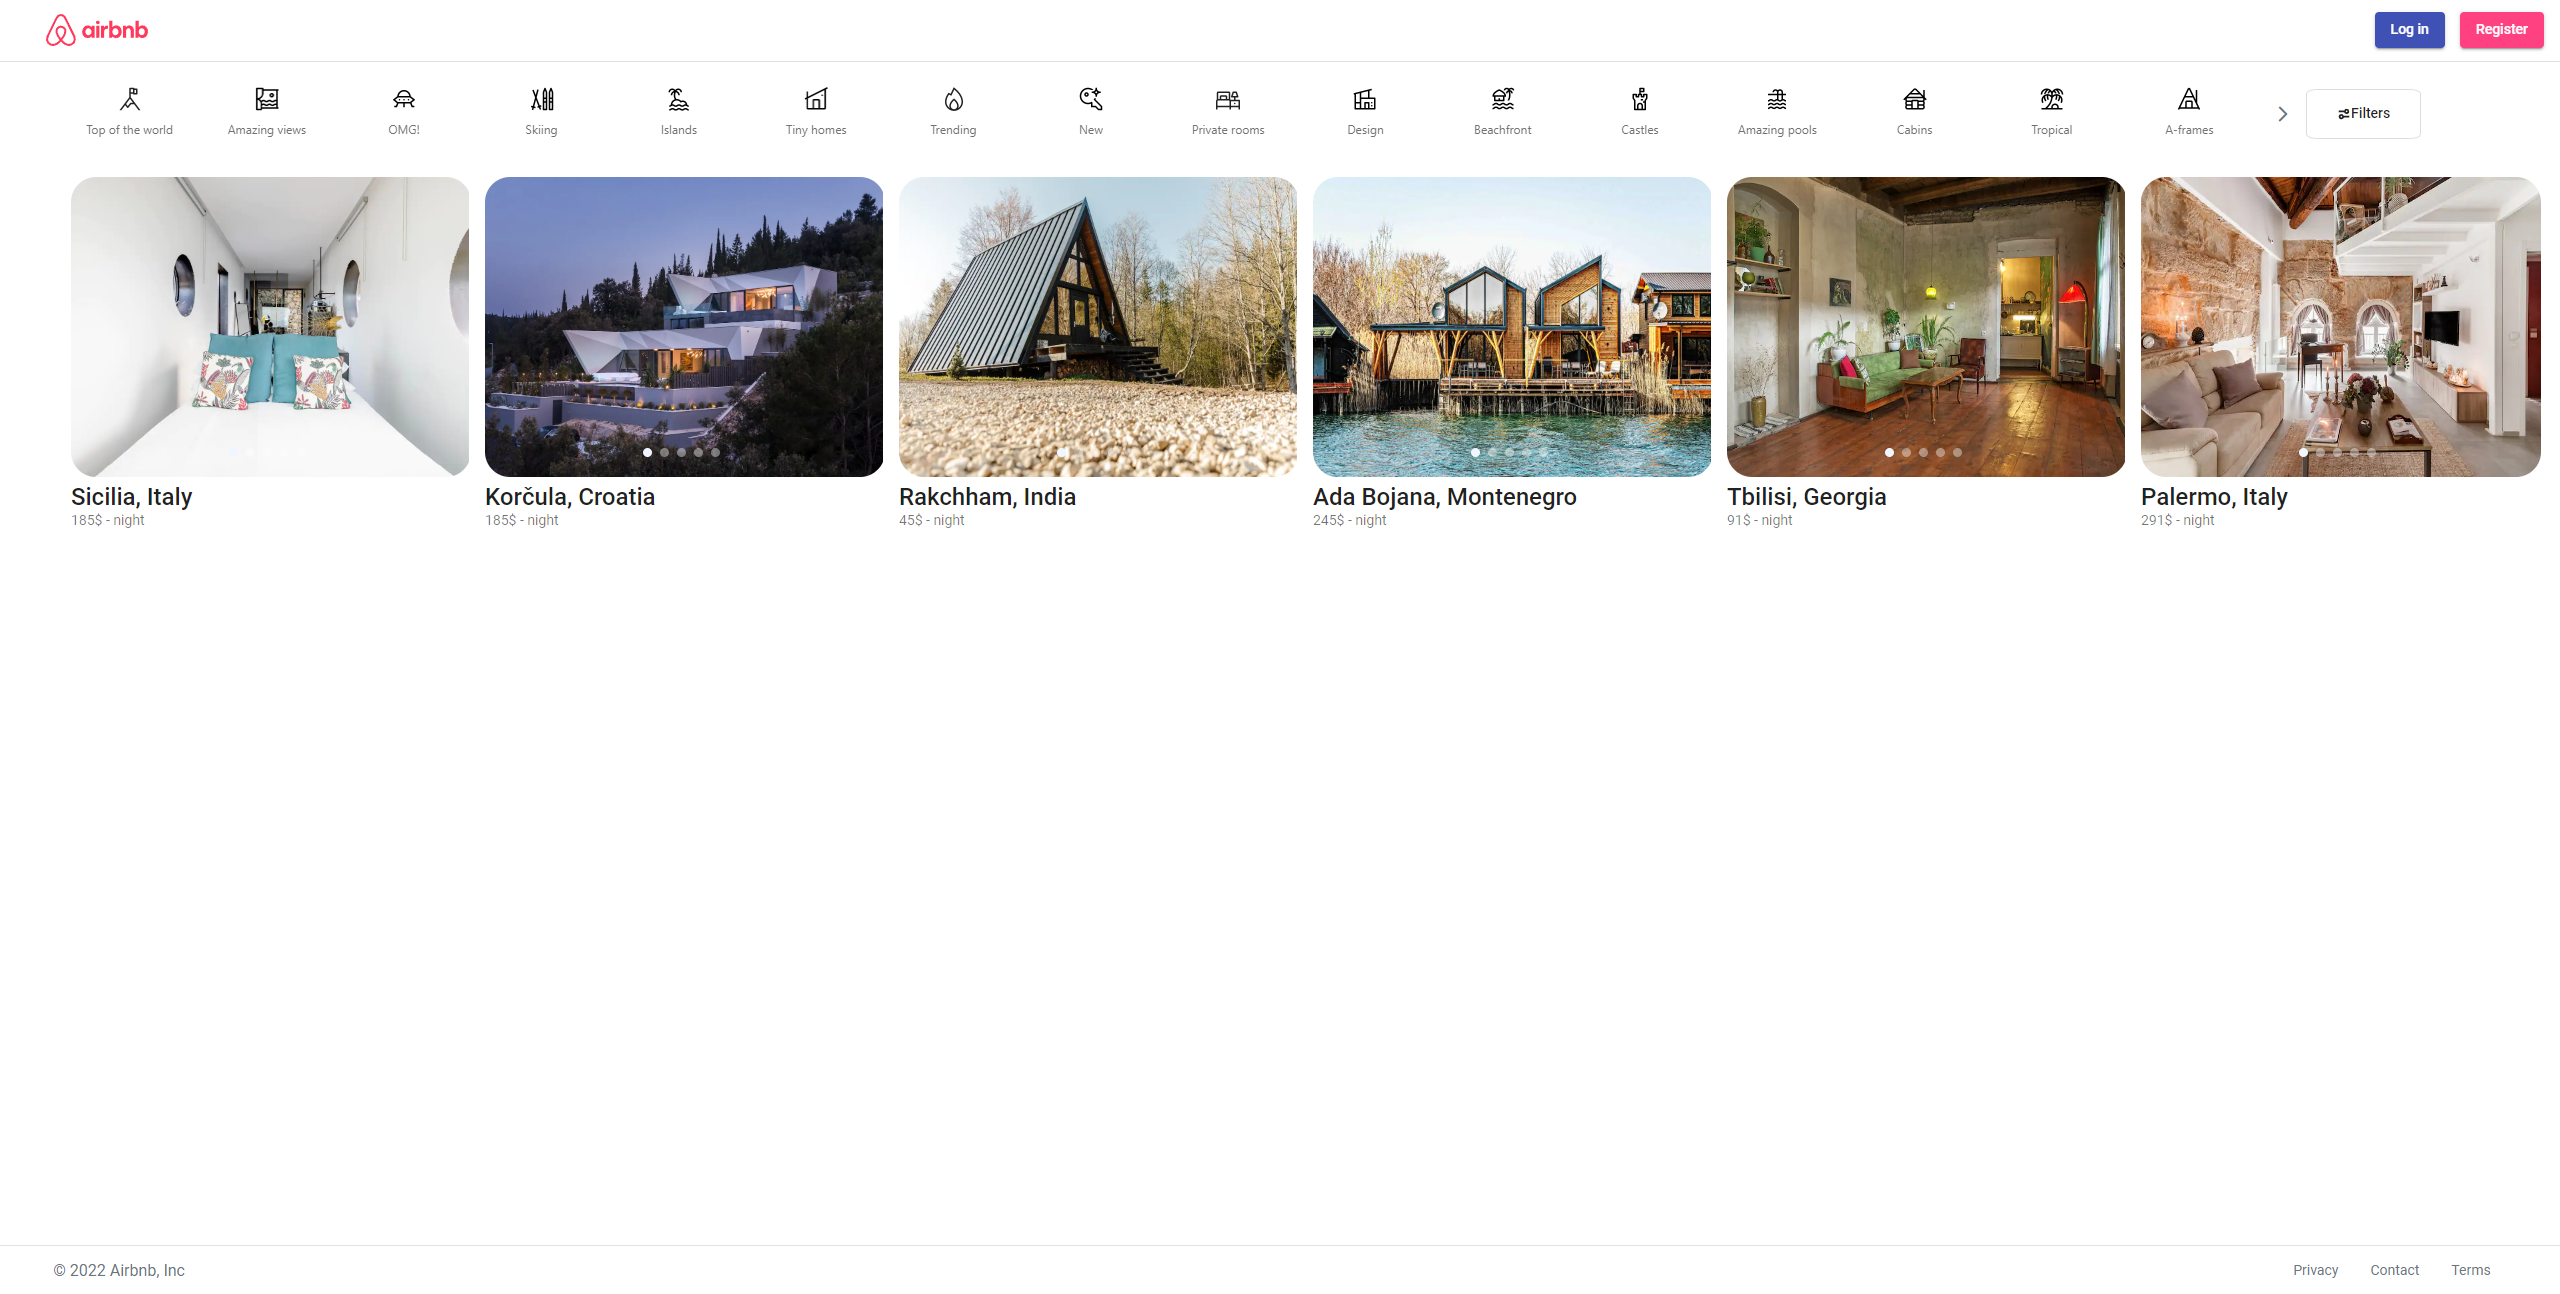 airbnb
Log in
Register
Top of the world
Amazing views
OMG!
Skiing
Islands
Tiny homes
Trending
New
Private rooms
Design
Beachfront
Castles
Amazing pools
Cabins
Tropical
A-frames
Filters
Sicilia, Italy
185$ - night
Korčula, Croatia
185$ - night
Rakchham, India
45$ - night
Ada Bojana, Montenegro
245$ - night
Tbilisi, Georgia
91$ - night
Palermo, Italy
291$ - night
© 2022 Airbnb, Inc
Privacy
Contact
Terms